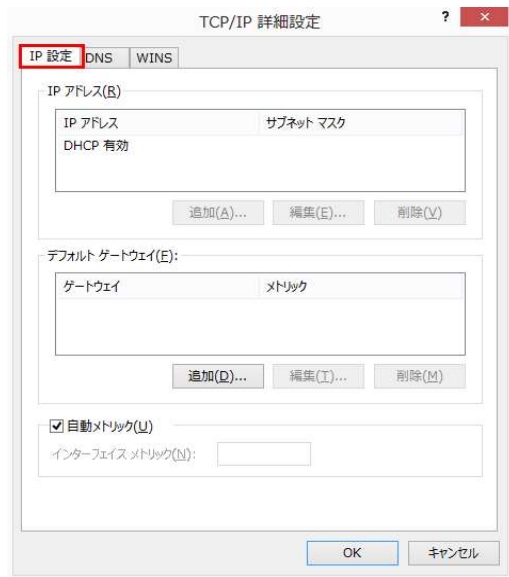 TCP/IP 詳細設定 ? ×
IP 設定 DNS WINS
IP アドレス(R)
IP アドレス サブネット マスク
DHCP 有効
追加(A)... 編集(E)... 削除(V)
デフォルト ゲートウェイ(F):
ゲートウェイ メトリック
追加(D)... 編集(T)... 削除(M)
自動メトリック(U)
インターフェイス メトリック(N):
OK キャンセル